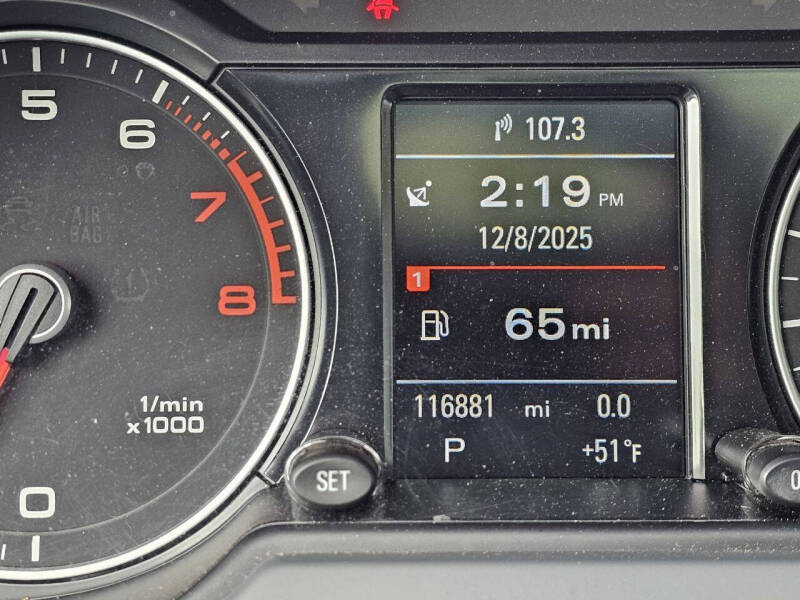 107.3
2:19 PM
12/8/2025
1
65 mi
116881 mi 0.0
P +51°F
5
6
7
8
AIR
BAG
1/min
x1000
0
SET
0